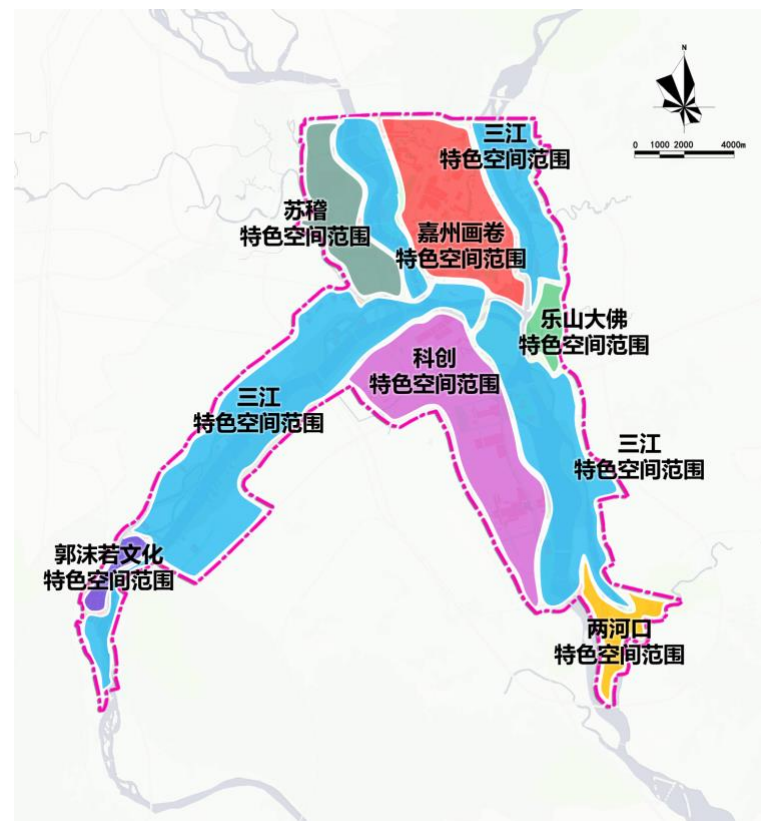 N
0 1000 2000 4000m
三江
特色空间范围
苏稽
特色空间范围
嘉州画卷
特色空间范围
乐山大佛
特色空间范围
科创
特色空间范围
三江
特色空间范围
三江
特色空间范围
郭沫若文化
特色空间范围
两河口
特色空间范围